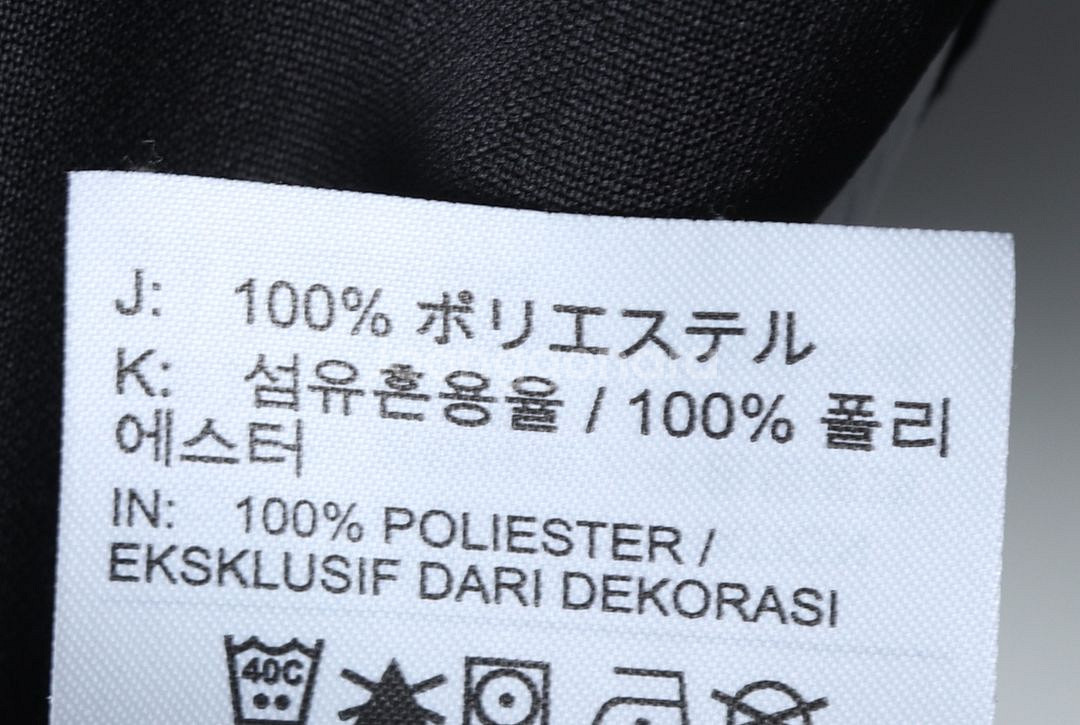 J: 100% ポリエステル
K: 섬유혼용율 / 100% 폴리
에스터
IN: 100% POLIESTER /
EKSKLUSIF DARI DEKORASI
40C